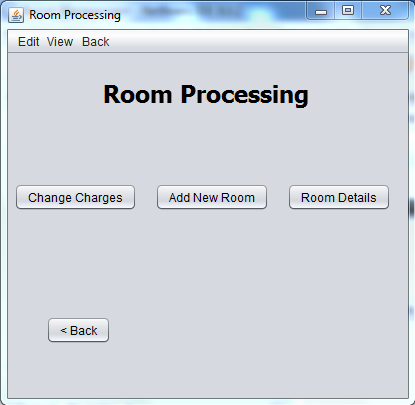 Room Processing
Edit View Back
Room Processing
Change Charges Add New Room Room Details
< Back